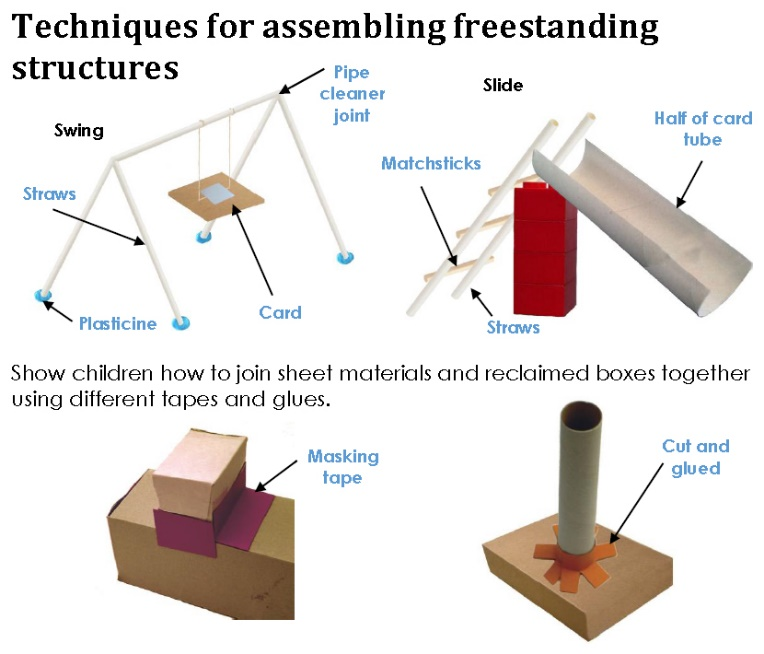 Techniques for assembling freestanding
structures
Pipe
cleaner
joint
Slide
Swing
Half of card
tube
Matchsticks
Straws
Card
Plasticine
Straws
Show children how to join sheet materials and reclaimed boxes together
using different tapes and glues.
Masking
tape
Cut and
glued